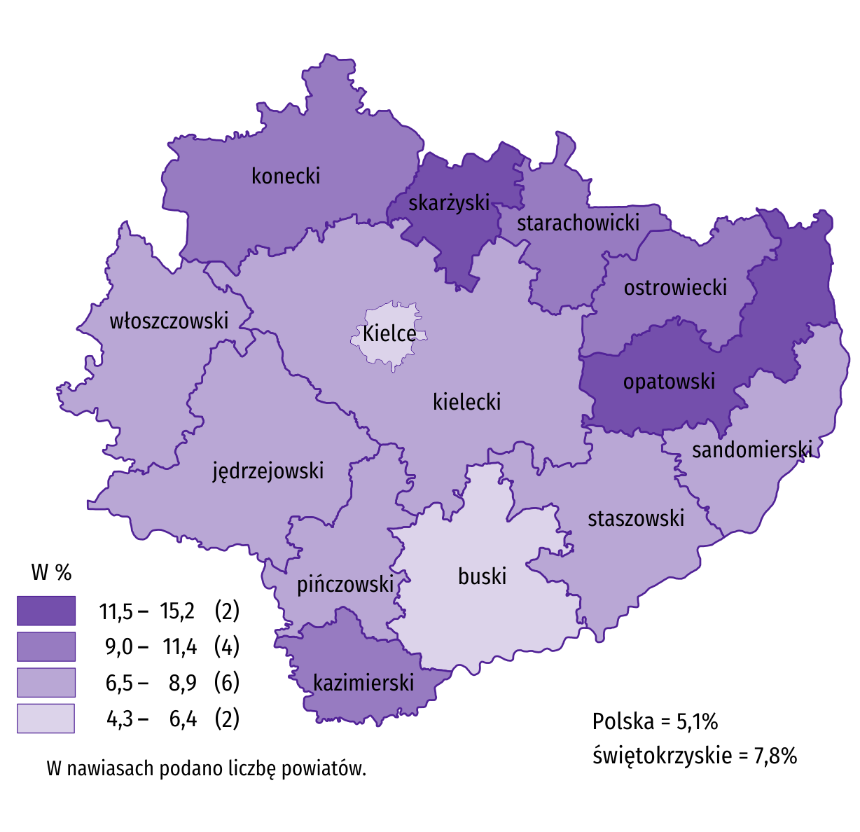 konecki
skarżyski
starachowicki
ostrowiecki
włoszczowski
Kielce
opatowski
kielecki
sandomierski
jędrzejowski
staszowski
buski
pińczowski
kazimierski
W %
11,5 – 15,2 (2)
9,0 – 11,4 (4)
6,5 – 8,9 (6)
4,3 – 6,4 (2)
Polska = 5,1%
świętokrzyskie = 7,8%
W nawiasach podano liczbę powiatów.